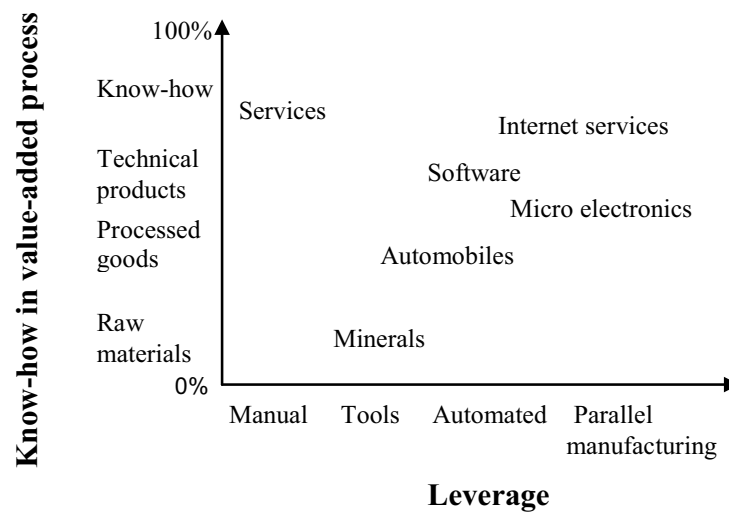 Know-how in value-added process
100%
Know-how
Services
Internet services
Technical
products
Software
Micro electronics
Processed
goods
Automobiles
Raw
materials
Minerals
0%
Manual
Tools
Automated
Parallel
manufacturing
Leverage